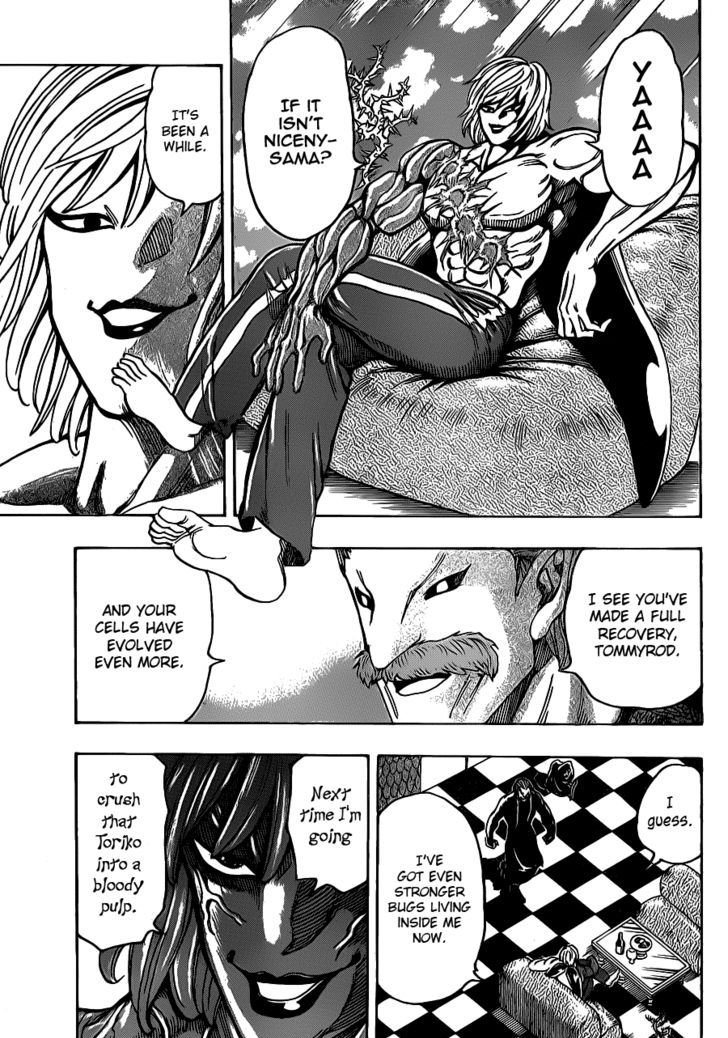 YAAAA
IF IT
ISN'T
NICENY-
SAMA?
IT'S
BEEN A
WHILE.
I SEE YOU'VE
MADE A FULL
RECOVERY,
TOMMYROD.
AND YOUR
CELLS HAVE
EVOLVED
EVEN MORE.
I
guess.
I'VE
GOT EVEN
STRONGER
BUGS LIVING
INSIDE ME
NOW.
Next
time I'm
going
to
crush
that
Toriko
into a
bloody
pulp.